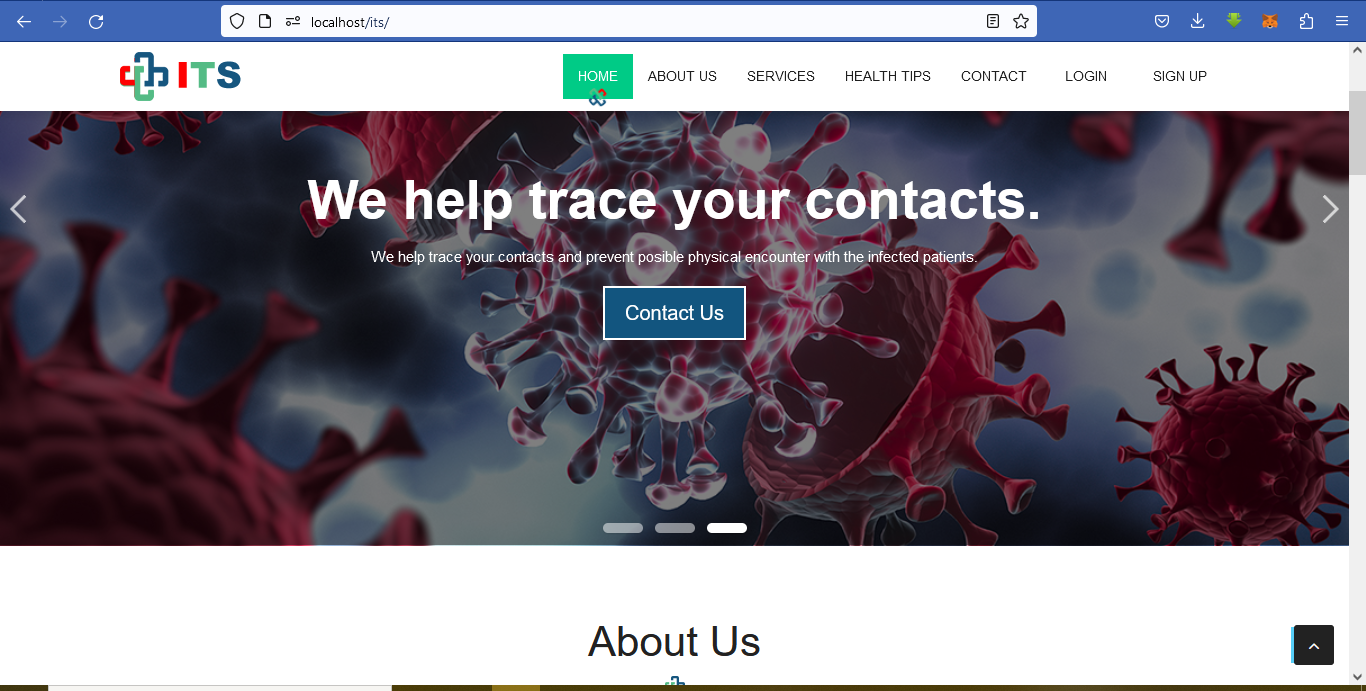 localhost/its/
ITS
HOME ABOUT US SERVICES HEALTH TIPS CONTACT LOGIN SIGN UP
We help trace your contacts.
We help trace your contacts and prevent posible physical encounter with the infected patients.
Contact Us
About Us